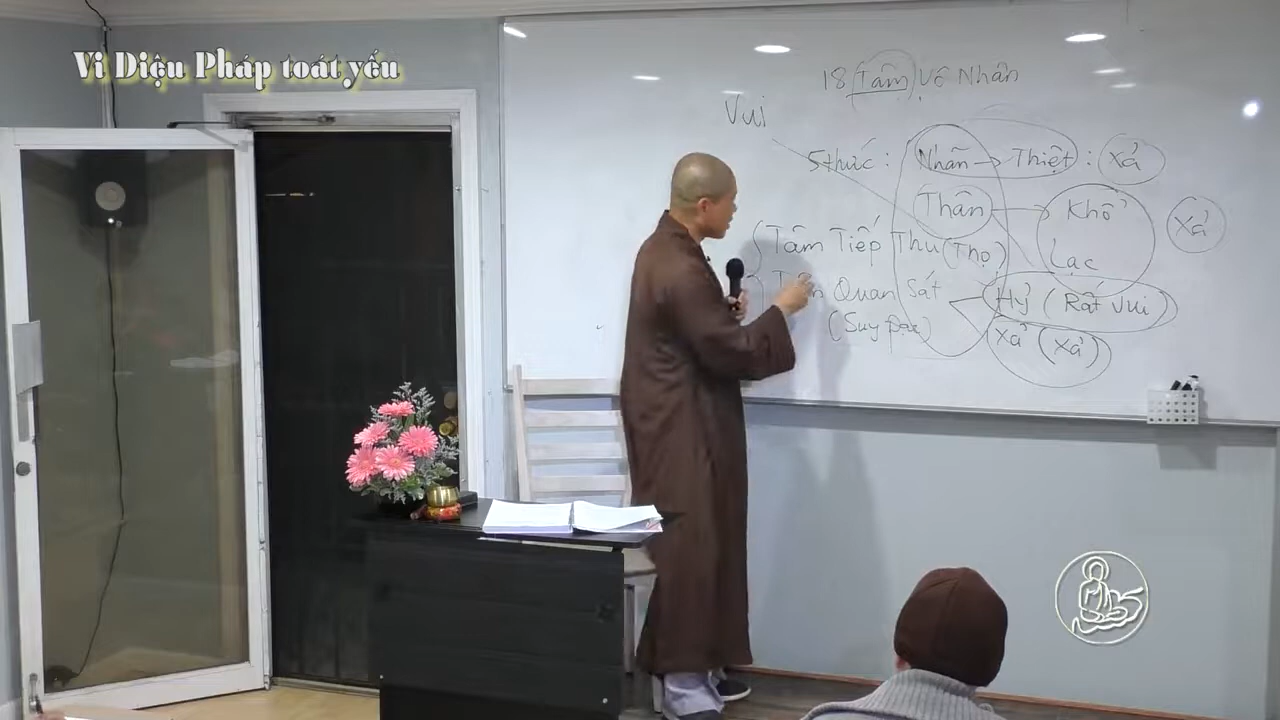 Vi Diệu Pháp toát yếu
18 Tâm Vô Nhân
Vui
5 thức : Nhãn → Thiệt : Xả
Thân → Khổ Xả
Lạc
Tâm Tiếp Thu (Thọ)
Quan Sát
Hỷ (Rất Vui)
(Suy
Xả (Xả)